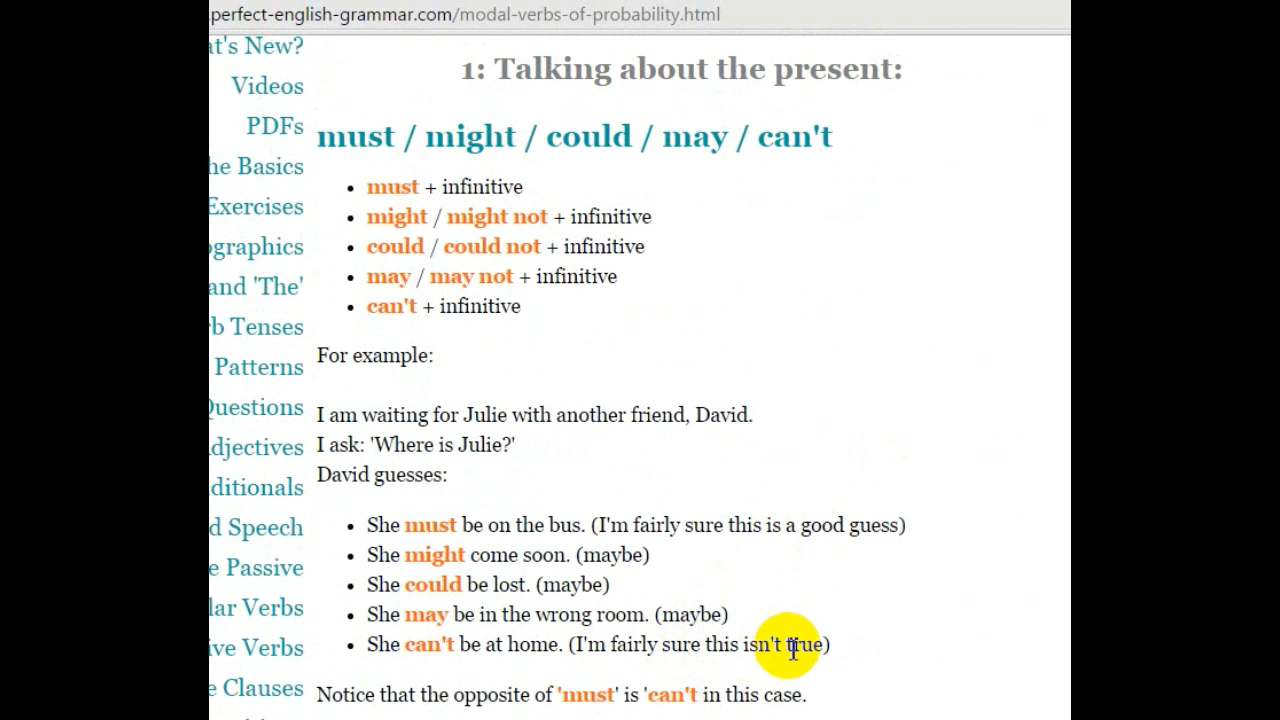 perfect-english-grammar.com/modal-verbs-of-probability.html
at's New?
Videos
PDFs
he Basics
Exercises
ographics
and 'The'
rb Tenses
Patterns
Questions
djectives
ditionals
d Speech
e Passive
lar Verbs
ive Verbs
e Clauses
1: Talking about the present:
must / might / could / may / can't
• must + infinitive
• might / might not + infinitive
• could / could not + infinitive
• may / may not + infinitive
• can't + infinitive
For example:
I am waiting for Julie with another friend, David.
I ask: 'Where is Julie?'
David guesses:
• She must be on the bus. (I'm fairly sure this is a good guess)
• She might come soon. (maybe)
• She could be lost. (maybe)
• She may be in the wrong room. (maybe)
• She can't be at home. (I'm fairly sure this isn't true)
Notice that the opposite of 'must' is 'can't in this case.